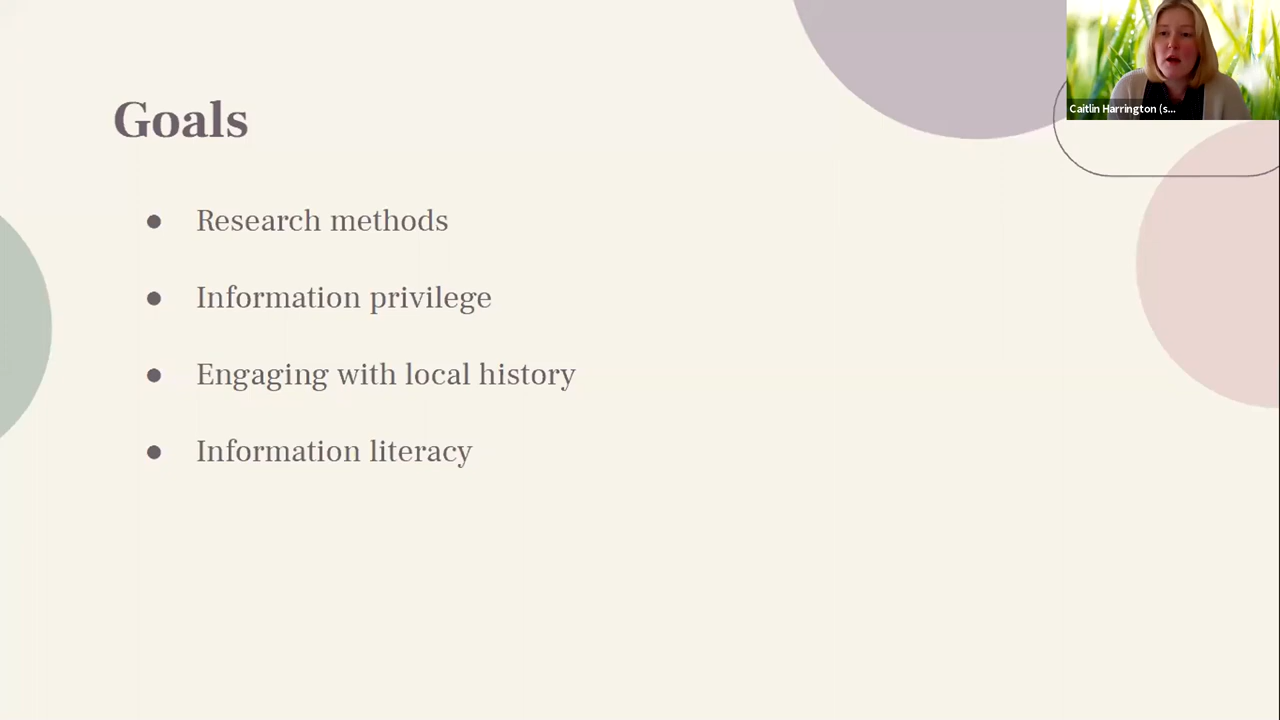 Goals
● Research methods
● Information privilege
● Engaging with local history
● Information literacy
Caitlin Harrington (s...